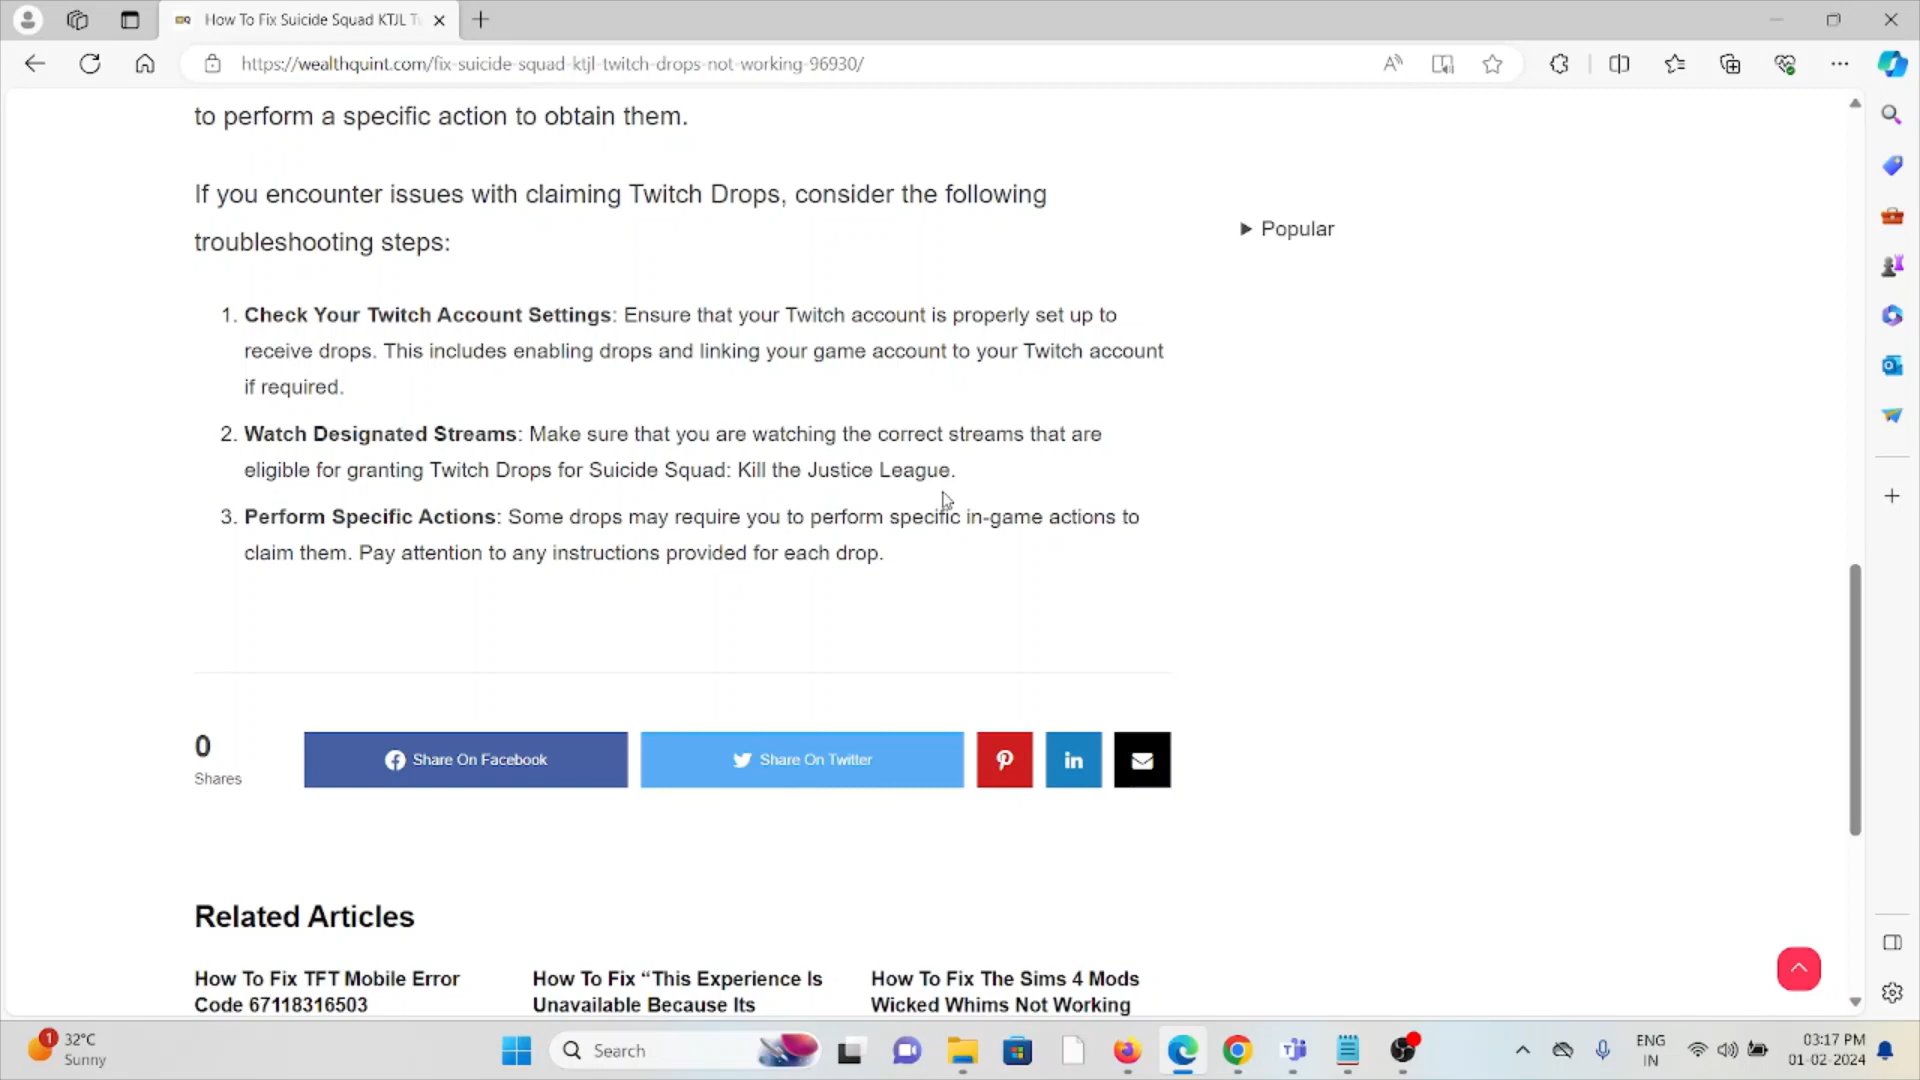 How To Fix Suicide Squad KTJL T
https://wealthquint.com/fix-suicide-squad-ktjl-twitch-drops-not-working-96930/
to perform a specific action to obtain them.
If you encounter issues with claiming Twitch Drops, consider the following
troubleshooting steps:
Popular
1. Check Your Twitch Account Settings: Ensure that your Twitch account is properly set up to
receive drops. This includes enabling drops and linking your game account to your Twitch account
if required.
2. Watch Designated Streams: Make sure that you are watching the correct streams that are
eligible for granting Twitch Drops for Suicide Squad: Kill the Justice League.
3. Perform Specific Actions: Some drops may require you to perform specific in-game actions to
claim them. Pay attention to any instructions provided for each drop.
0
Shares
Share On Facebook
Share On Twitter
Related Articles
How To Fix TFT Mobile Error
Code 67118316503
How To Fix “This Experience Is
Unavailable Because Its
How To Fix The Sims 4 Mods
Wicked Whims Not Working
1
32°C
Sunny
Search
ENG
IN
03:17 PM
01-02-2024